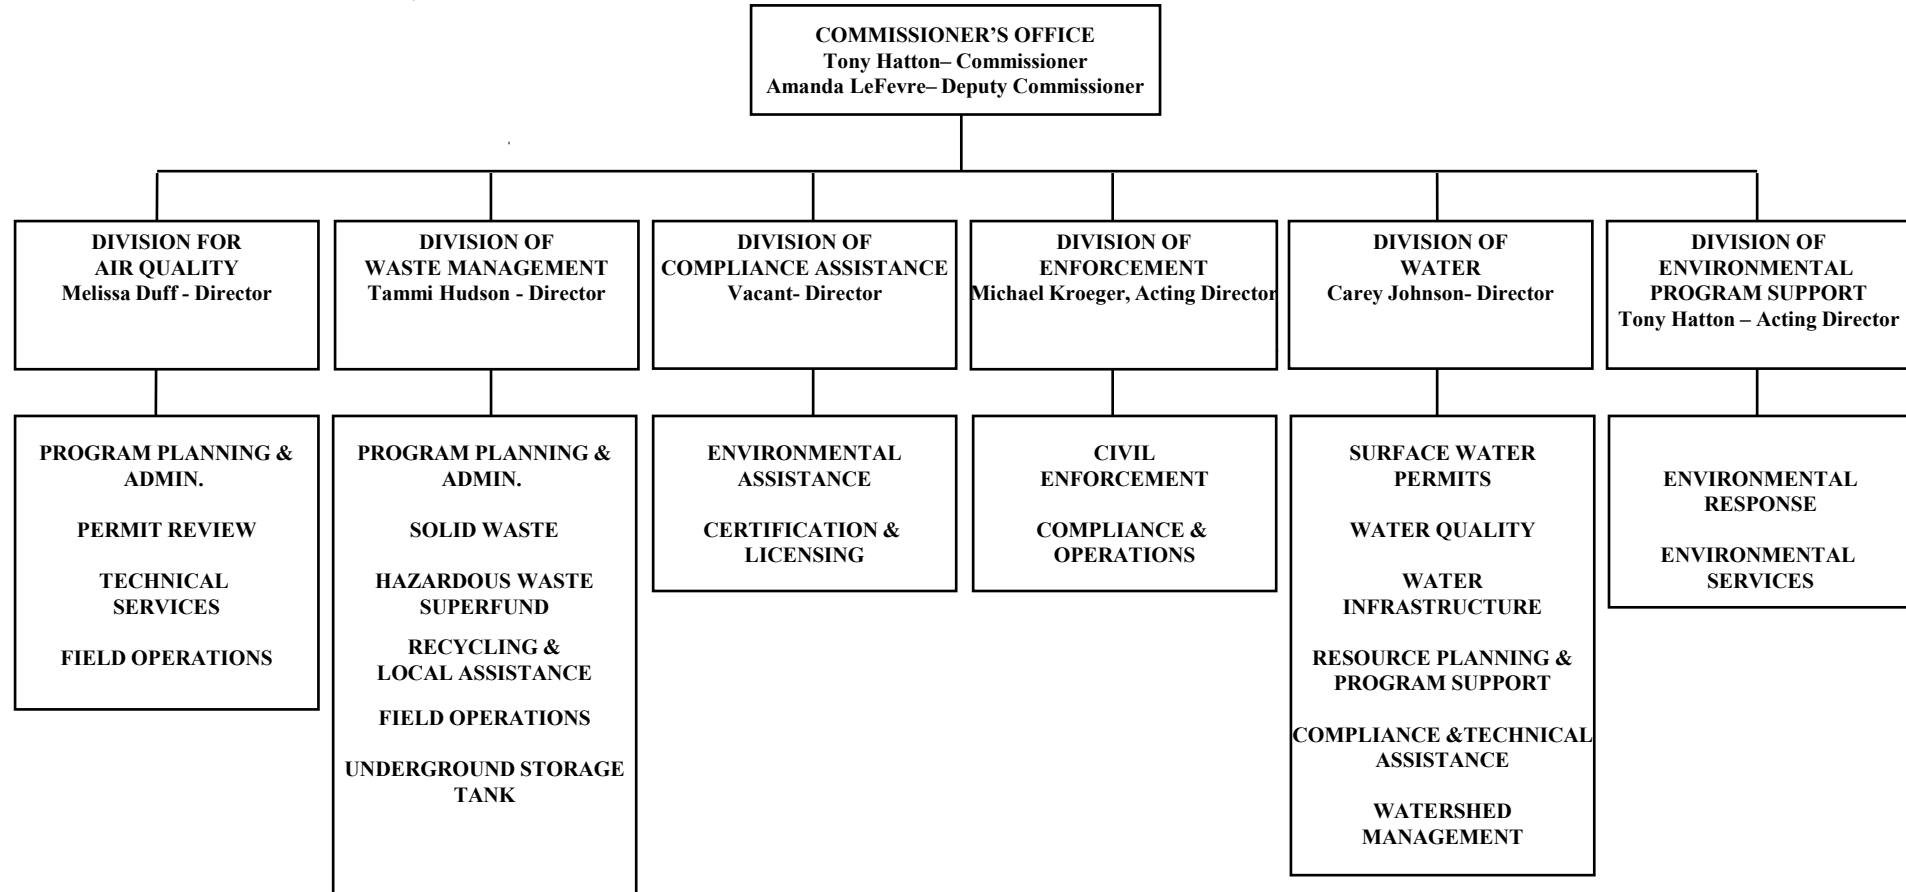 COMMISSIONER’S OFFICE
Tony Hatton– Commissioner
Amanda LeFevre– Deputy Commissioner
DIVISION FOR
AIR QUALITY
Melissa Duff - Director
DIVISION OF
WASTE MANAGEMENT
Tammi Hudson - Director
DIVISION OF
COMPLIANCE ASSISTANCE
Vacant- Director
DIVISION OF
ENFORCEMENT
Michael Kroeger, Acting Director
DIVISION OF
WATER
Carey Johnson- Director
DIVISION OF
ENVIRONMENTAL
PROGRAM SUPPORT
Tony Hatton – Acting Director
PROGRAM PLANNING &
ADMIN.
PERMIT REVIEW
TECHNICAL
SERVICES
FIELD OPERATIONS
PROGRAM PLANNING &
ADMIN.
SOLID WASTE
HAZARDOUS WASTE
SUPERFUND
RECYCLING &
LOCAL ASSISTANCE
FIELD OPERATIONS
UNDERGROUND STORAGE
TANK
ENVIRONMENTAL
ASSISTANCE
CERTIFICATION &
LICENSING
CIVIL
ENFORCEMENT
COMPLIANCE &
OPERATIONS
SURFACE WATER
PERMITS
WATER QUALITY
WATER
INFRASTRUCTURE
RESOURCE PLANNING &
PROGRAM SUPPORT
COMPLIANCE &TECHNICAL
ASSISTANCE
WATERSHED
MANAGEMENT
ENVIRONMENTAL
RESPONSE
ENVIRONMENTAL
SERVICES